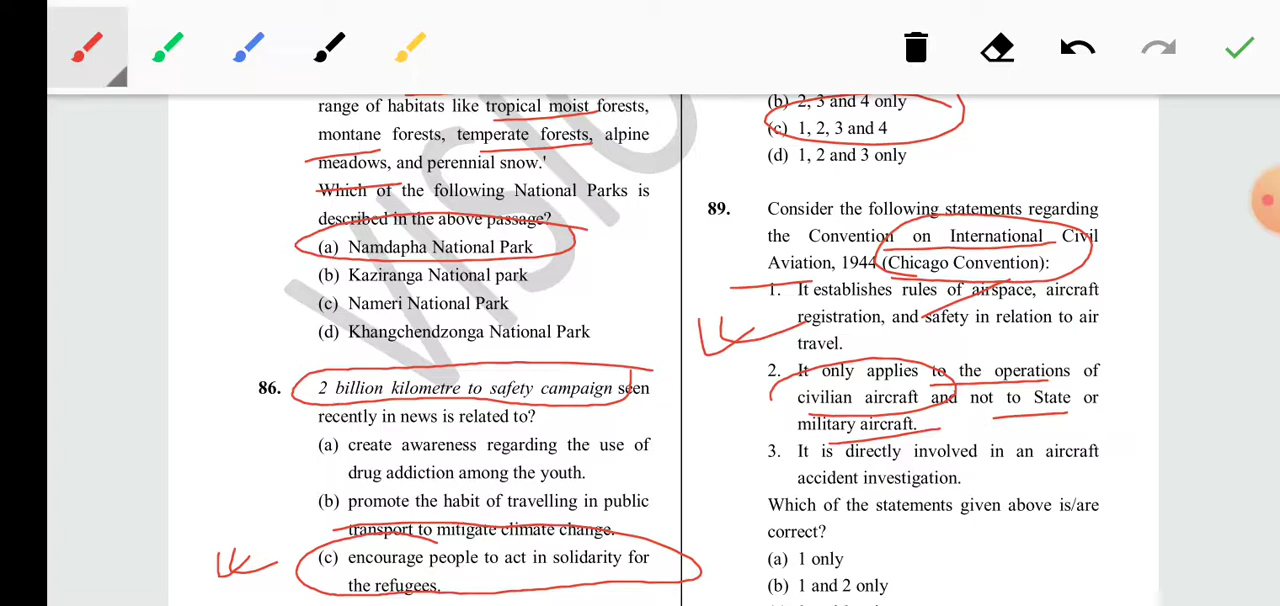 range of habitats like tropical moist forests,
montane forests, temperate forests, alpine
meadows, and perennial snow.'
Which of the following National Parks is
described in the above passage?
(a) Namdapha National Park
(b) Kaziranga National park
(c) Nameri National Park
(d) Khangchendzonga National Park
86. 2 billion kilometre to safety campaign seen
recently in news is related to?
(a) create awareness regarding the use of
drug addiction among the youth.
(b) promote the habit of travelling in public
transport to mitigate climate change.
(c) encourage people to act in solidarity for
the refugees.
(b) 2, 3 and 4 only
(c) 1, 2, 3 and 4
(d) 1, 2 and 3 only
89. Consider the following statements regarding
the Convention on International Civil
Aviation, 1944 (Chicago Convention):
1. It establishes rules of airspace, aircraft
registration, and safety in relation to air
travel.
2. It only applies to the operations of
civilian aircraft and not to State or
military aircraft.
3. It is directly involved in an aircraft
accident investigation.
Which of the statements given above is/are
correct?
(a) 1 only
(b) 1 and 2 only